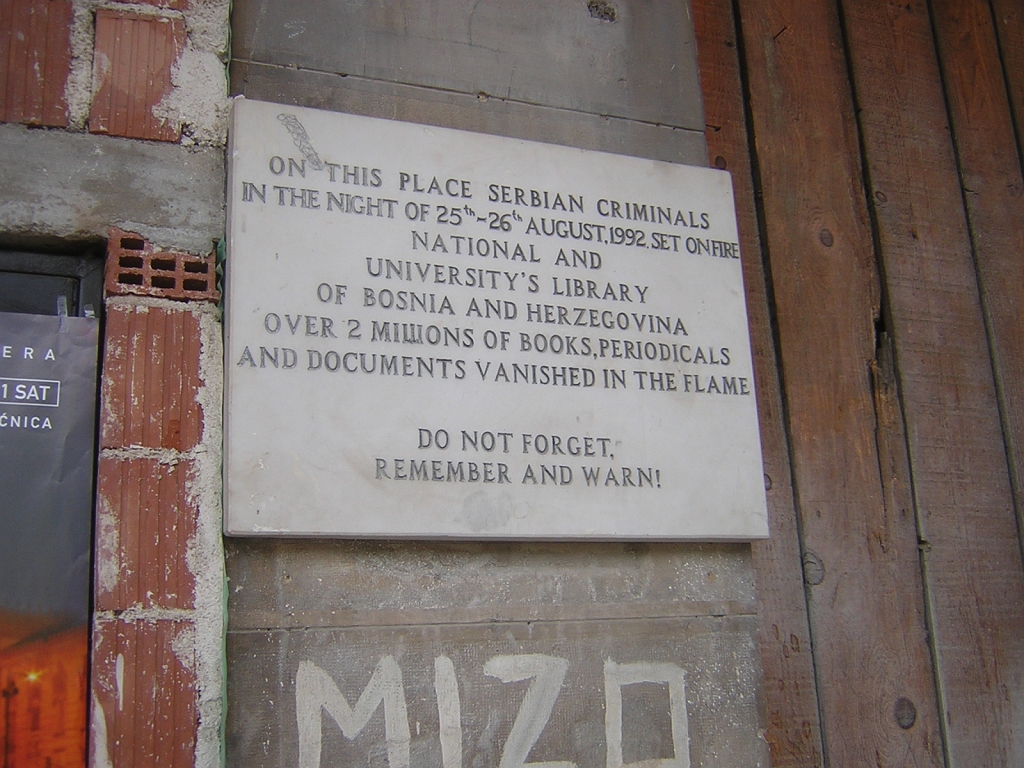 ON THIS PLACE SERBIAN CRIMINALS
IN THE NIGHT OF 25th-26th AUGUST, 1992. SET ON FIRE
NATIONAL AND
UNIVERSITY'S LIBRARY
OF BOSNIA AND HERZEGOVINA
OVER 2 MILLIONS OF BOOKS, PERIODICALS
AND DOCUMENTS VANISHED IN THE FLAME
DO NOT FORGET,
REMEMBER AND WARN!
ERA
1 SAT
ĆNICA
MIZO